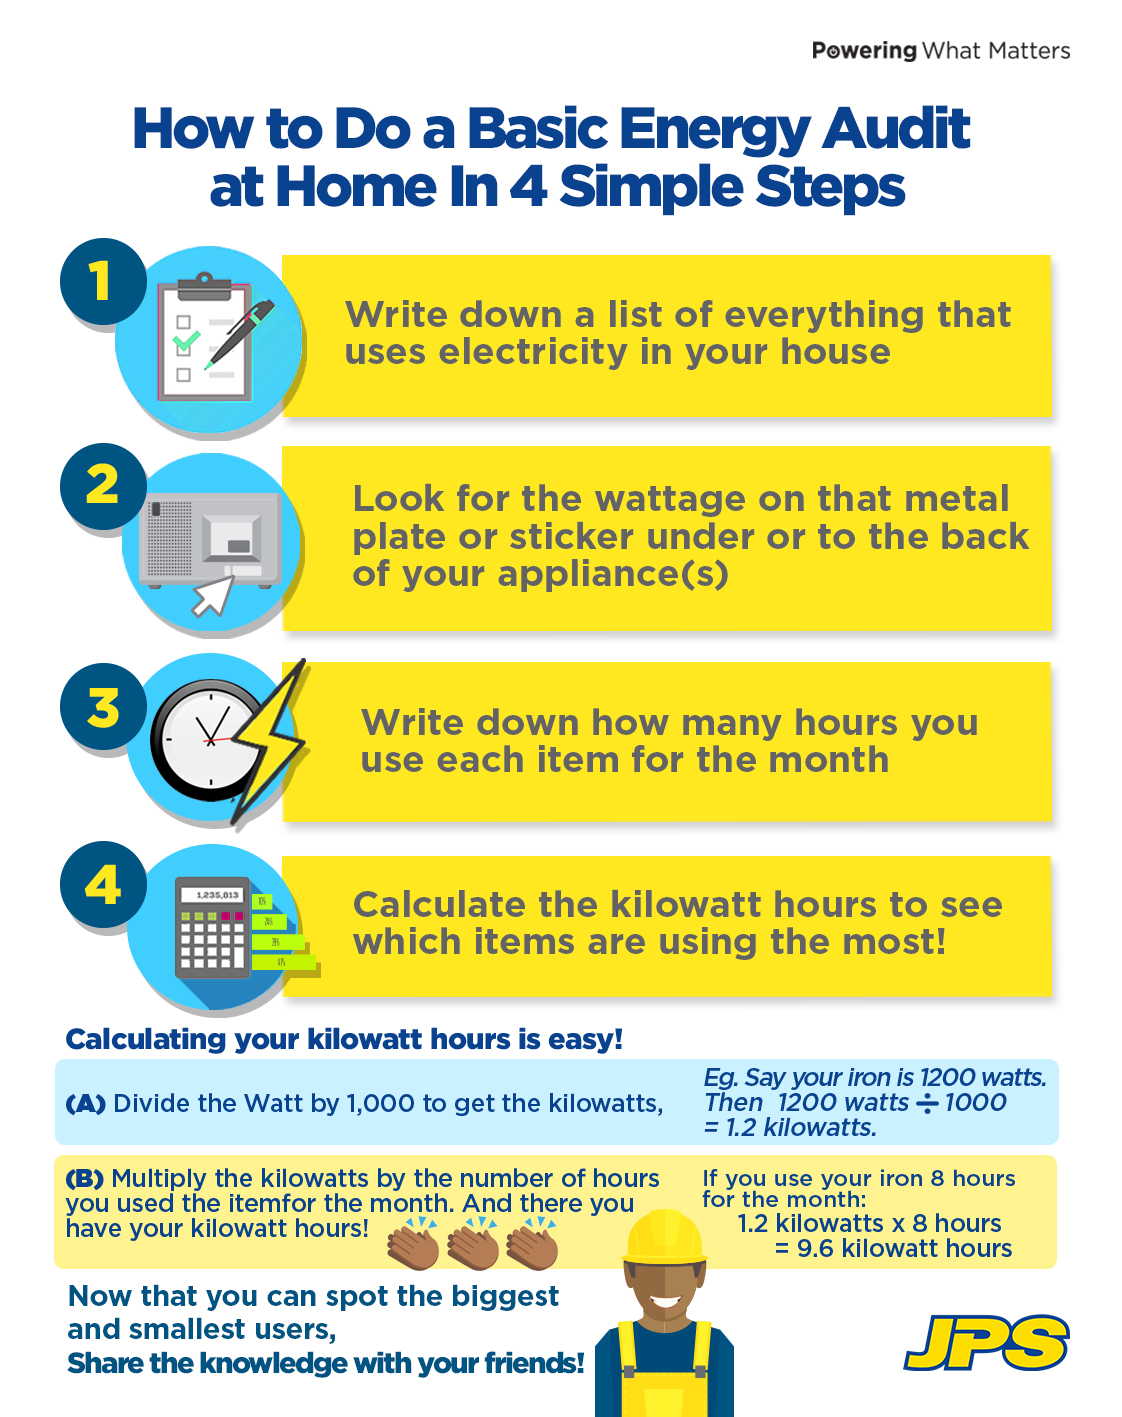 Powering What Matters
How to Do a Basic Energy Audit
at Home In 4 Simple Steps
1
Write down a list of everything that
uses electricity in your house
2
Look for the wattage on that metal
plate or sticker under or to the back
of your appliance(s)
3
Write down how many hours you
use each item for the month
4
1,235,813
10%
20%
39%
Calculate the kilowatt hours to see
which items are using the most!
Calculating your kilowatt hours is easy!
(A) Divide the Watt by 1,000 to get the kilowatts,
Eg. Say your iron is 1200 watts.
Then 1200 watts ÷ 1000
= 1.2 kilowatts.
(B) Multiply the kilowatts by the number of hours
you used the itemfor the month. And there you
have your kilowatt hours!
If you use your iron 8 hours
for the month:
1.2 kilowatts x 8 hours
= 9.6 kilowatt hours
Now that you can spot the biggest
and smallest users,
Share the knowledge with your friends!
JPS